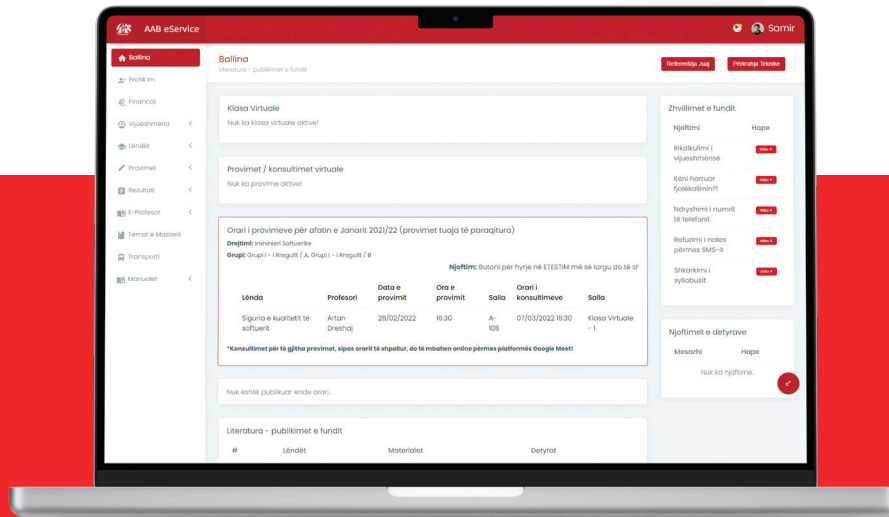 AAB eService
Samir
Ballina
Profili im
Financat
Vijueshmëria
Lëndët
Provimet
Rezultati
E-Profesor
Temat e Masterit
Transporti
Manualet
Ballina
Literatura - publikimet e fundit
Referentëja Juaj
Përkrahja Teknike
Klasa Virtuale
Nuk ka klasa virtuale aktive!
Provimet / konsultimet virtuale
Nuk ka provime aktive!
Orari i provimeve për afatin e Janarit 2021/22 (provimet tuaja të paraqitura)
Drejtimi: Inxhinieri Softuerike
Grupi: Grupi I - i Rregullt / A, Grupi I - i Rregullt / B
Njoftim: Butoni për hyrje në ETESTIM më së largu do të sh
Lënda Profesori Data e provimit Ora e provimit Salla Orari i konsultimeve Salla
Siguria e kualitetit të softuerit Artan Dreshaj 28/02/2022 16:30 A-108 07/03/2022 18:30 Klasa Virtuale - 1
*Konsultimet për të gjitha provimet, sipas orarit të shpallur, do të mbahen online përmes platformës Google Meet!
Nuk është publikuar ende orari.
Literatura - publikimet e fundit
# Lëndët Materialet Detyrat
Zhvillimet e fundit
Njoftimi Hape
Rikalkulimi i vijueshmërisë
Keni harruar fjalëkalimin?!
Ndryshimi i numrit të telefonit
Refuzimi i notes përmes SMS-it
Shkarkimi i syllabusit
Njoftimet e detyrave
Mesazhi Hape
Nuk ka njoftime.